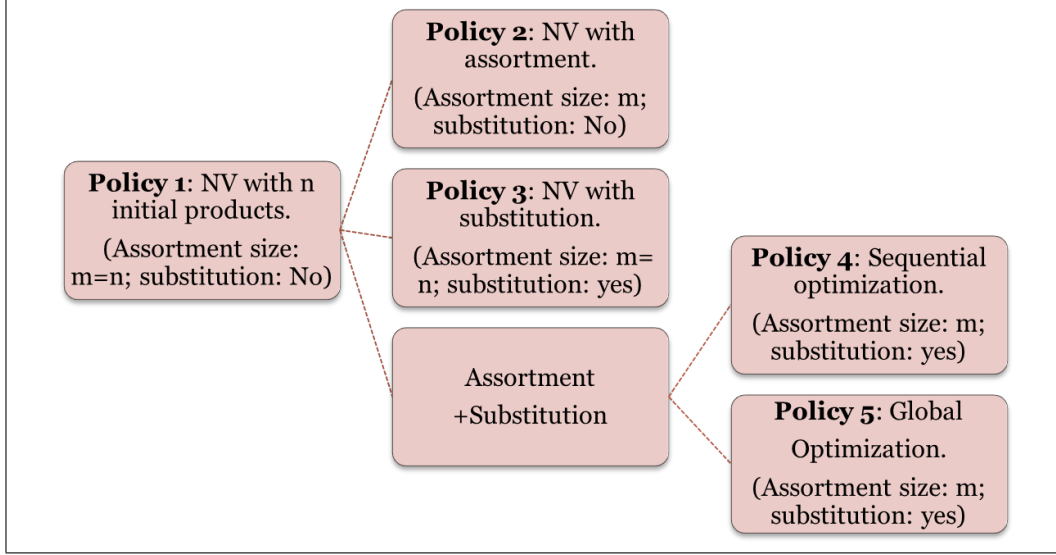 Policy 1: NV with n
initial products.
(Assortment size:
m=n; substitution: No)
Policy 2: NV with
assortment.
(Assortment size: m;
substitution: No)
Policy 3: NV with
substitution.
(Assortment size: m=
n; substitution: yes)
Assortment
+Substitution
Policy 4: Sequential
optimization.
(Assortment size: m;
substitution: yes)
Policy 5: Global
Optimization.
(Assortment size: m;
substitution: yes)